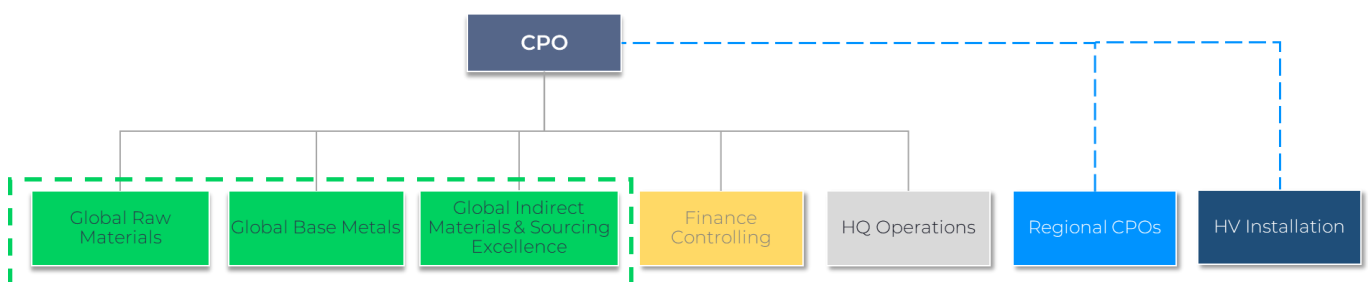 CPO
Global Raw
Materials
Global Base Metals
Global Indirect
Materials & Sourcing
Excellence
Finance
Controlling
HQ Operations
Regional CPOs
HV Installation